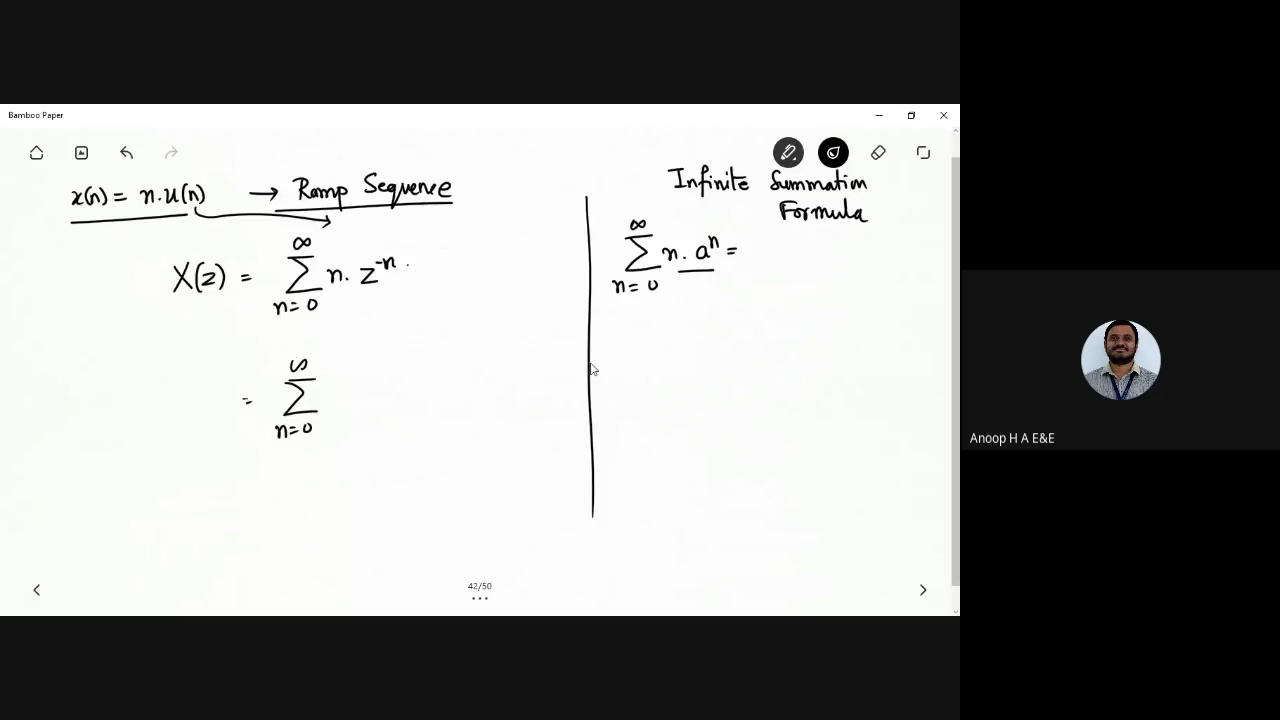 Bamboo Paper
x(n) = n.u(n) → Ramp Sequence
X(z) = ∞ Σ n=0 n. z^-n .
= ∞ Σ n=0
Infinite Summation
Formula
∞ Σ n=0 n. a^n =
42/50
Anoop H A E&E